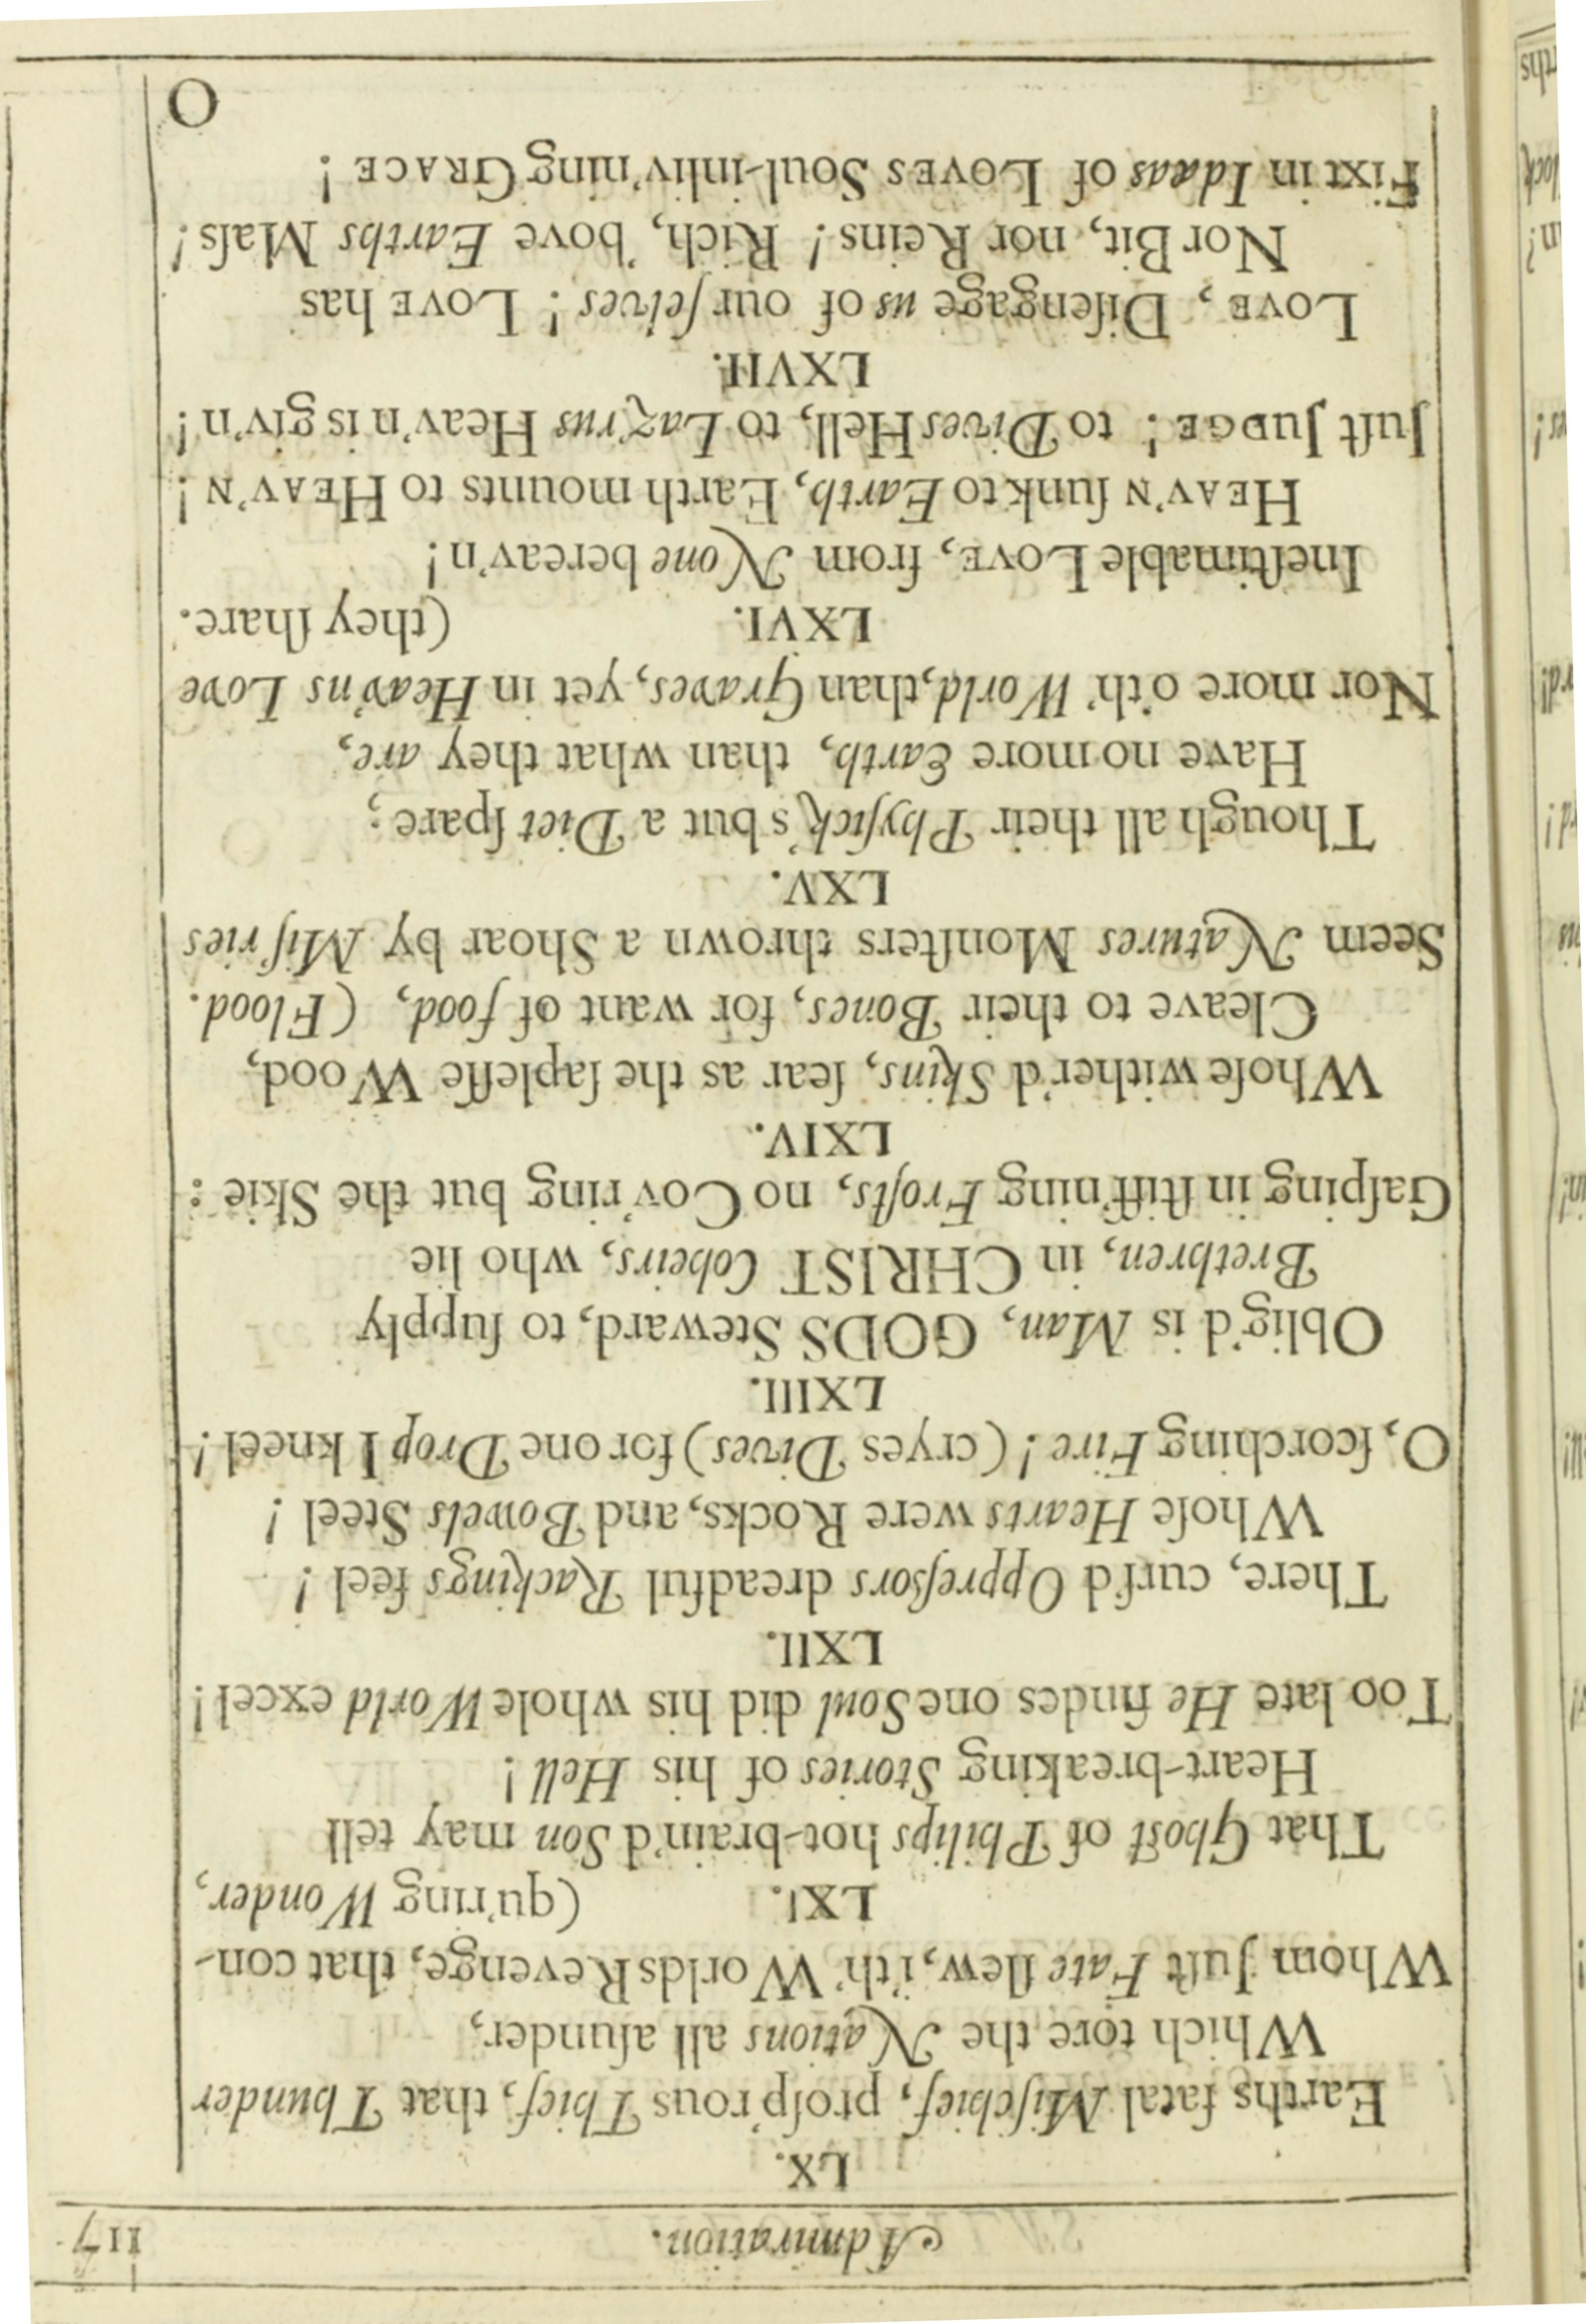 Admiration. 117
LX.
Earths fatal Miſchief, proſp'rous Thief, that Thunder
Which tore the Nations all aſunder,
Whom Juſt Fate ſlew, i'th' Worlds Revenge, that con-
LXI. (qu'ring Wonder,
That Ghoſt of Philips hot-brain'd Son may tell
Heart-breaking Stories of his Hell!
Too late He findes one Soul did his whole World excel!
LXII.
There, curſ'd Oppreſsors dreadful Rackings feel!
Whoſe Hearts were Rocks, and Bowels Steel!
O, ſcorching Fire! (cryes Dives) for one Drop I kneel!
LXIII.
Oblig'd is Man, GODS Steward, to ſupply
Brethren, in CHRIST Coheirs, who lie
Gaſping in ſtiff'ning Froſts, no Cov'ring but the Skie:
LXIV.
Whoſe wither'd Skins, ſear as the ſapleſſe Wood,
Cleave to their Bones, for want of food, (Flood.
Seem Natures Monſters thrown a Shoar by Miſ'ries
LXV.
Though all their Phyſick's but a Diet ſpare;
Have no more Earth, than what they are,
Nor more o'th' World, than Graves, yet in Heav'ns Love
LXVI. (they ſhare.
Ineſtimable LOVE, from None bereav'n!
HEAV'N ſunk to Earth, Earth mounts to HEAV'N!
Juſt JUDGE! to Dives Hell, to Laz'rus Heav'n is giv'n!
LXVII.
LOVE, Diſengage us of our ſelves! LOVE has
Nor Bit, nor Reins! Rich, 'bove Earths Maſs!
Fixt in Idaas of LOVES Soul-inliv'ning GRACE!
O